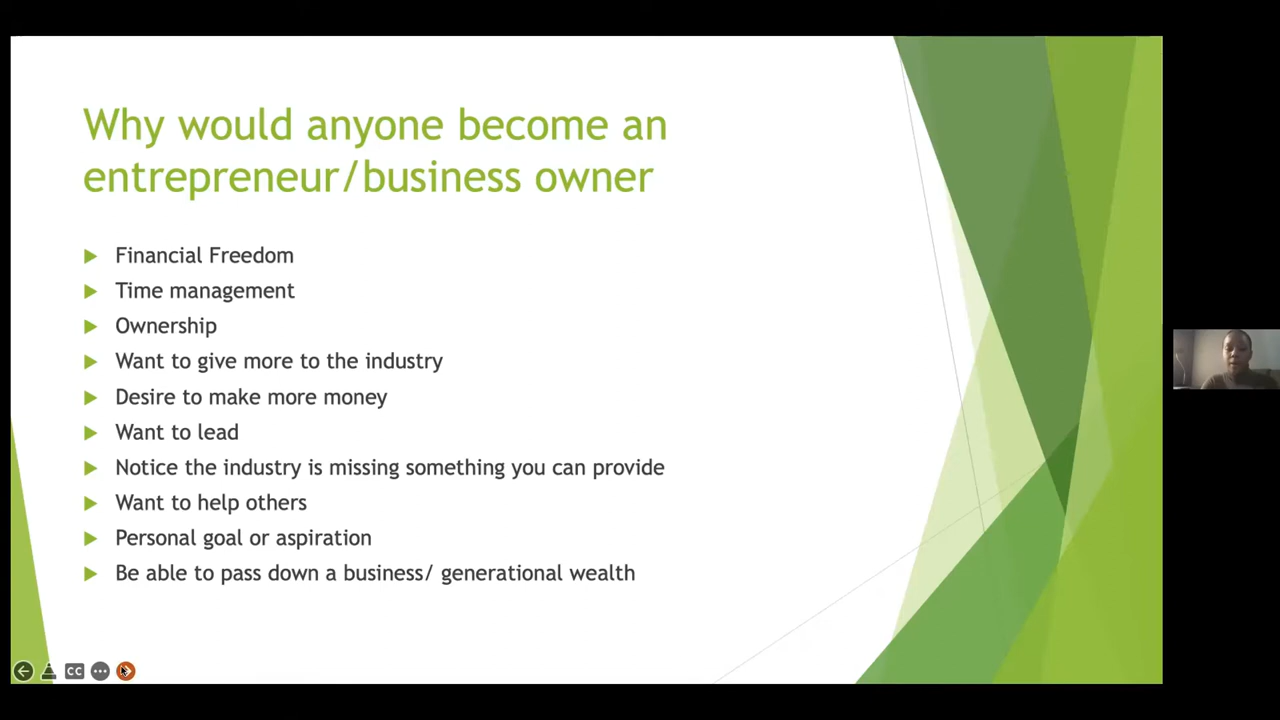 Why would anyone become an
entrepreneur/business owner
Financial Freedom
Time management
Ownership
Want to give more to the industry
Desire to make more money
Want to lead
Notice the industry is missing something you can provide
Want to help others
Personal goal or aspiration
Be able to pass down a business/ generational wealth
CC